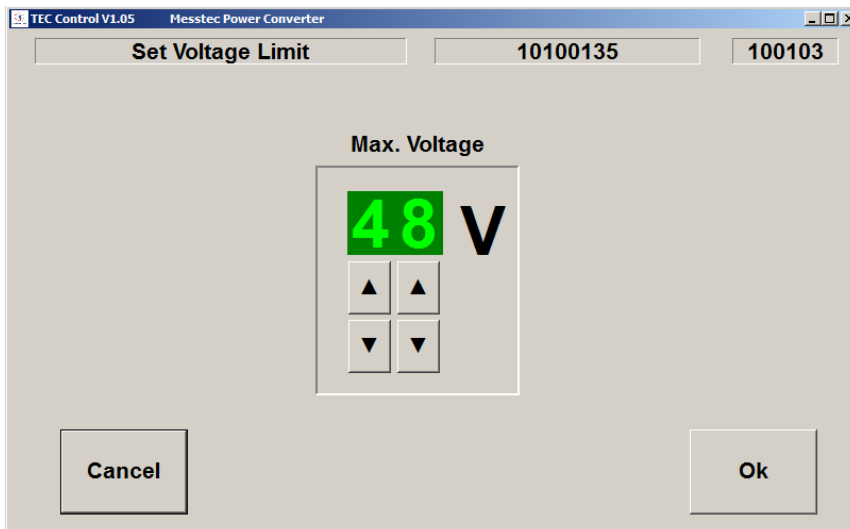 TEC Control V1.05 Messtec Power Converter
Set Voltage Limit 10100135 100103
Max. Voltage
48 V
Cancel Ok